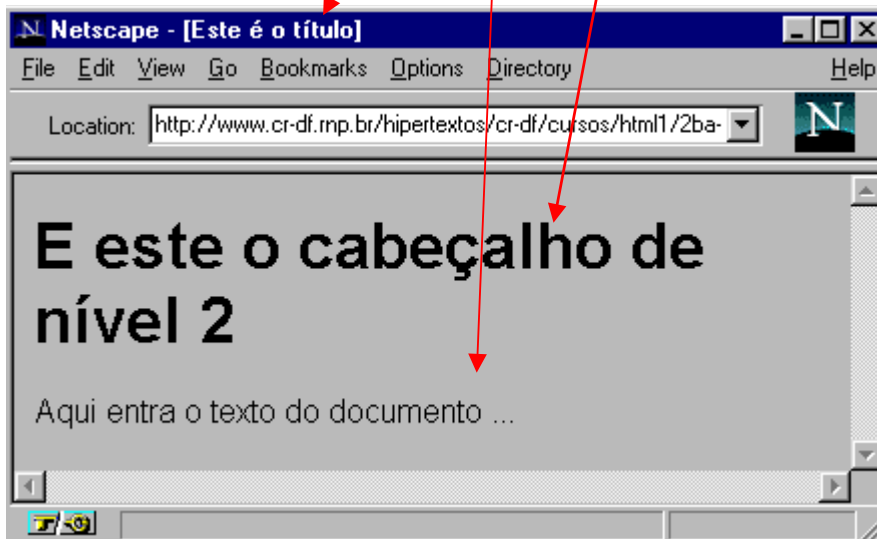 N Netscape - [Este é o título]
File Edit View Go Bookmarks Options Directory Help
Location: http://www.cr-df.rnp.br/hipertextos/cr-df/cursos/html1/2ba-
N
E este o cabeçalho de
nível 2
Aqui entra o texto do documento ...